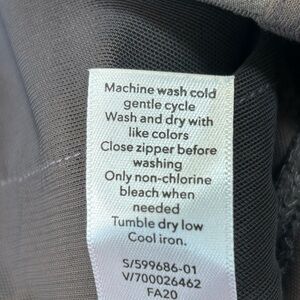 Machine wash cold
gentle cycle
Wash and dry with
like colors
Close zipper before
washing
Only non-chlorine
bleach when
needed
Tumble dry low
Cool iron.
S/599686-01
V/700026462
FA20